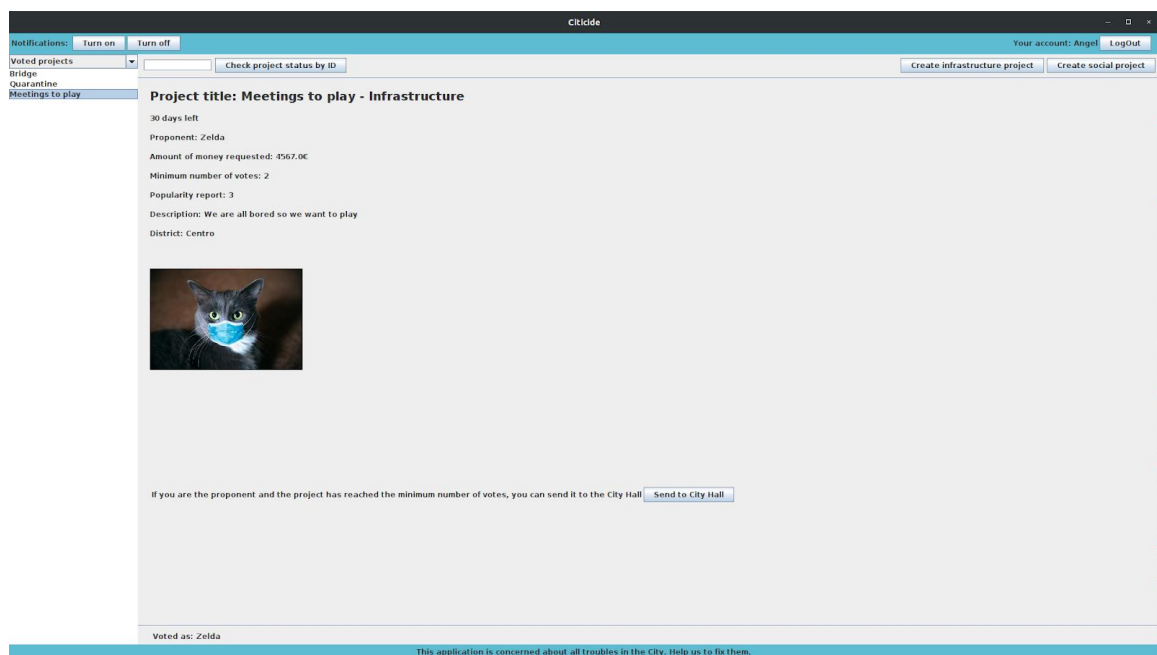 Citicide
Notifications: Turn on Turn off Your account: Angel LogOut
Voted projects Check project status by ID Create infrastructure project Create social project
Bridge
Quarantine
Meetings to play
Project title: Meetings to play - Infrastructure
30 days left
Proponent: Zelda
Amount of money requested: 4567.0€
Minimum number of votes: 2
Popularity report: 3
Description: We are all bored so we want to play
District: Centro
If you are the proponent and the project has reached the minimum number of votes, you can send it to the City Hall Send to City Hall
Voted as: Zelda
This application is concerned about all troubles in the City. Help us to fix them.